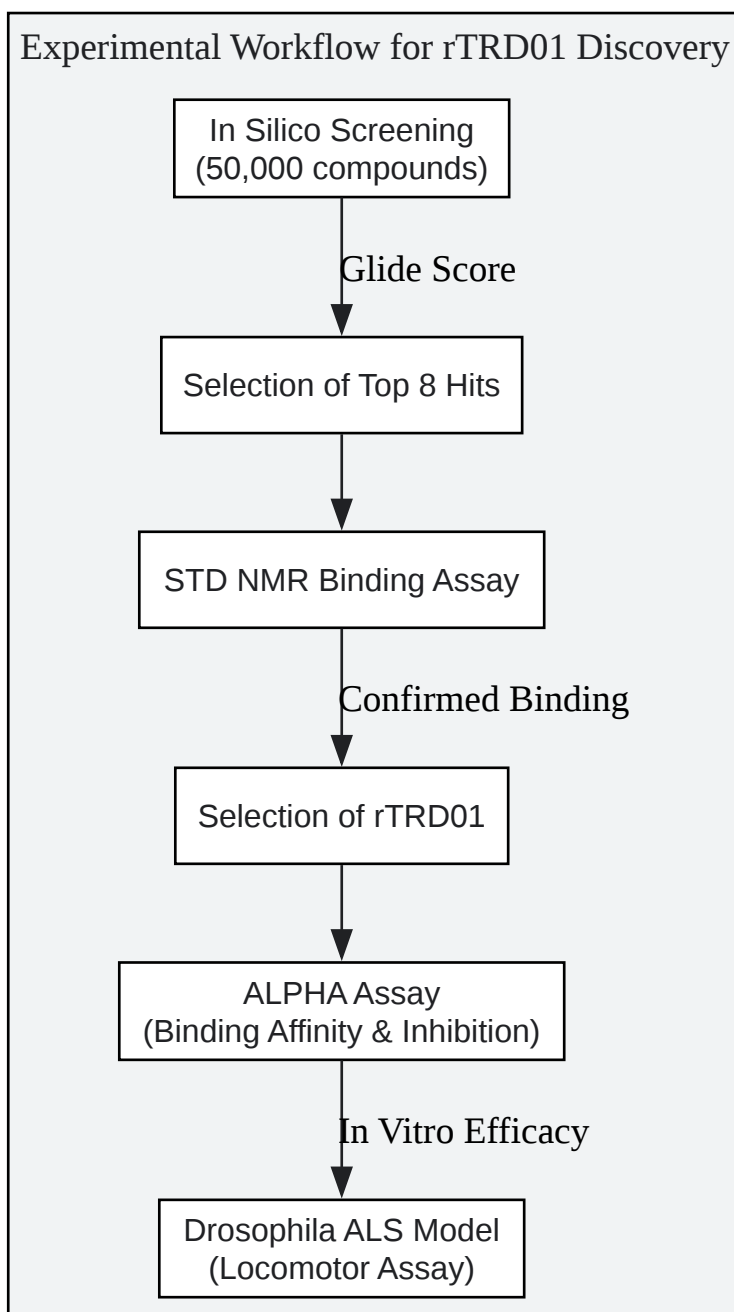 Experimental Workflow for rTRD01 Discovery
In Silico Screening
(50,000 compounds)
Glide Score
Selection of Top 8 Hits
STD NMR Binding Assay
Confirmed Binding
Selection of rTRD01
ALPHA Assay
(Binding Affinity & Inhibition)
In Vitro Efficacy
Drosophila ALS Model
(Locomotor Assay)